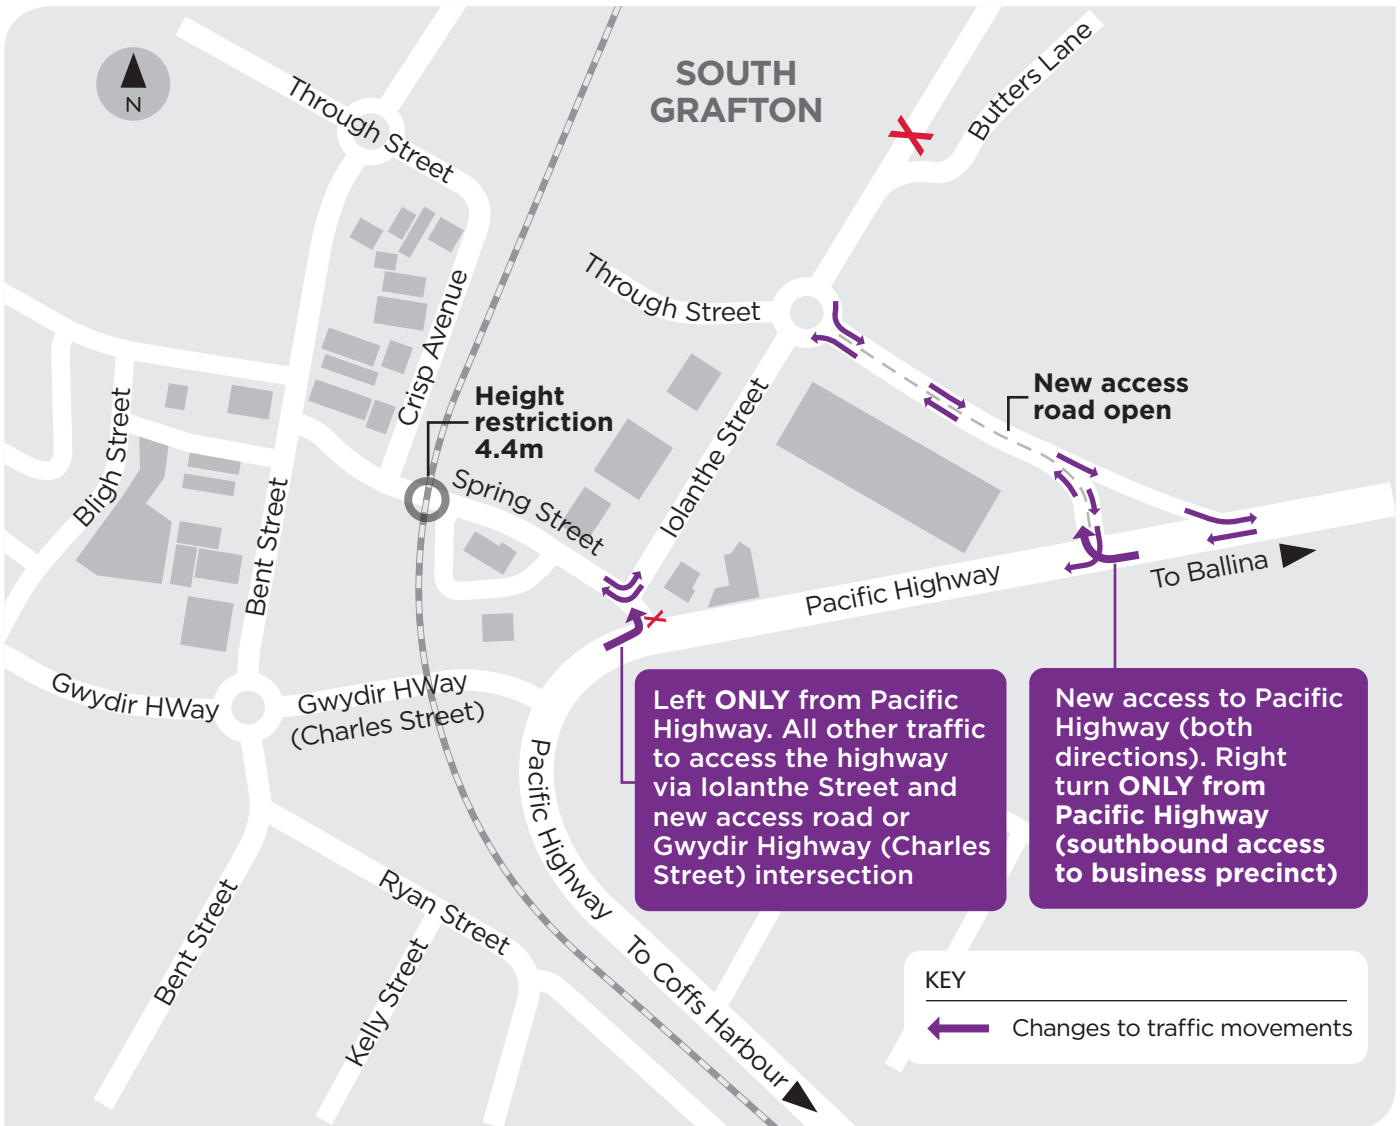 N
SOUTH
GRAFTON
Butters Lane
Through Street
Through Street
Crisp Avenue
Height
restriction
4.4m
New access
road open
Bligh Street
Bent Street
Spring Street
Iolanthe Street
Pacific Highway
To Ballina
Gwydir HWay
Gwydir HWay
(Charles Street)
Pacific Highway
To Coffs Harbour
Ryan Street
Bent Street
Kelly Street
Left ONLY from Pacific
Highway. All other traffic
to access the highway
via Iolanthe Street and
new access road or
Gwydir Highway (Charles
Street) intersection
New access to Pacific
Highway (both
directions). Right
turn ONLY from
Pacific Highway
(southbound access
to business precinct)
KEY
Changes to traffic movements